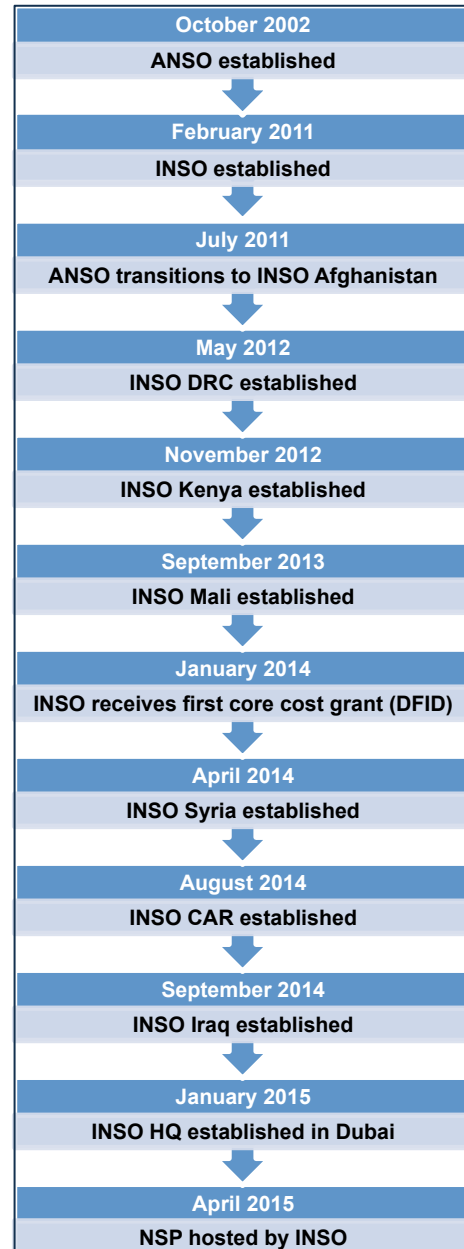 October 2002
ANSO established
February 2011
INSO established
July 2011
ANSO transitions to INSO Afghanistan
May 2012
INSO DRC established
November 2012
INSO Kenya established
September 2013
INSO Mali established
January 2014
INSO receives first core cost grant (DFID)
April 2014
INSO Syria established
August 2014
INSO CAR established
September 2014
INSO Iraq established
January 2015
INSO HQ established in Dubai
April 2015
NSP hosted by INSO